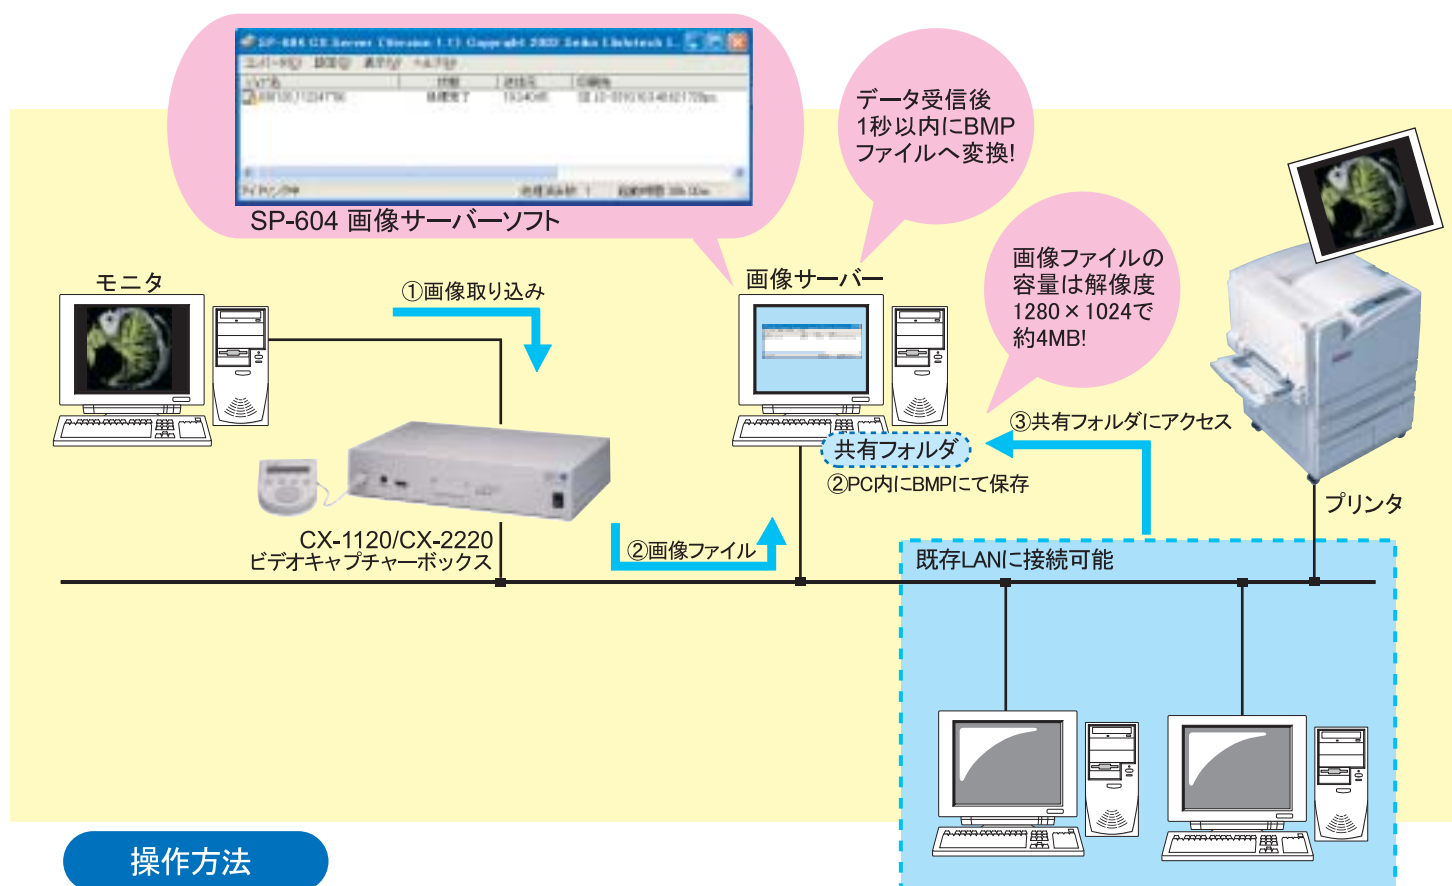 SP-604 画像サーバーソフト
データ受信後
1秒以内にBMP
ファイルへ変換!
画像ファイルの
容量は解像度
1280×1024で
約4MB!
モニタ
①画像取り込み
画像サーバー
共有フォルダ
②PC内にBMPにて保存
③共有フォルダにアクセス
プリンタ
CX-1120/CX-2220
ビデオキャプチャーボックス
②画像ファイル
既存LANに接続可能
操作方法